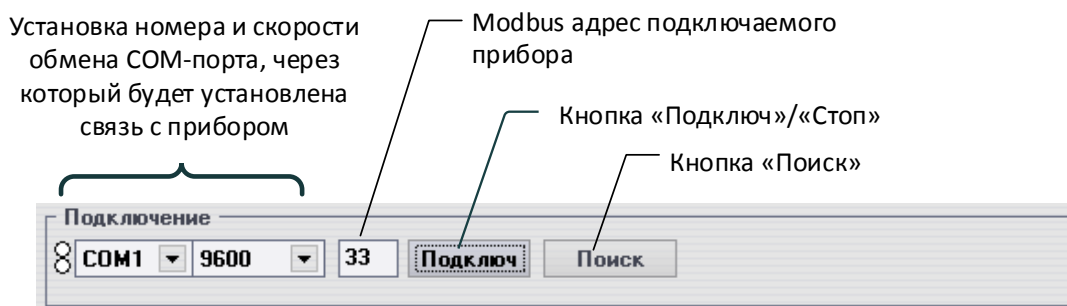 Установка номера и скорости
обмена COM-порта, через
который будет установлена
связь с прибором
Modbus адрес подключаемого
прибора
Кнопка «Подключ»/«Стоп»
Кнопка «Поиск»
Подключение
COM1 9600 33 Подключ Поиск